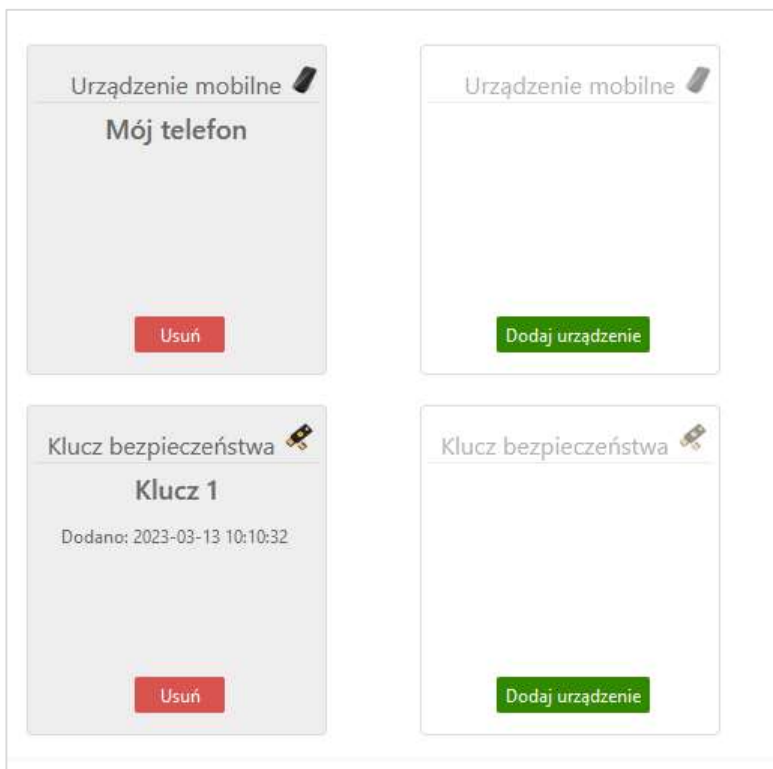 Urządzenie mobilne
Mój telefon
Usuń
Urządzenie mobilne
Dodaj urządzenie
Klucz bezpieczeństwa
Klucz 1
Dodano: 2023-03-13 10:10:32
Usuń
Klucz bezpieczeństwa
Dodaj urządzenie